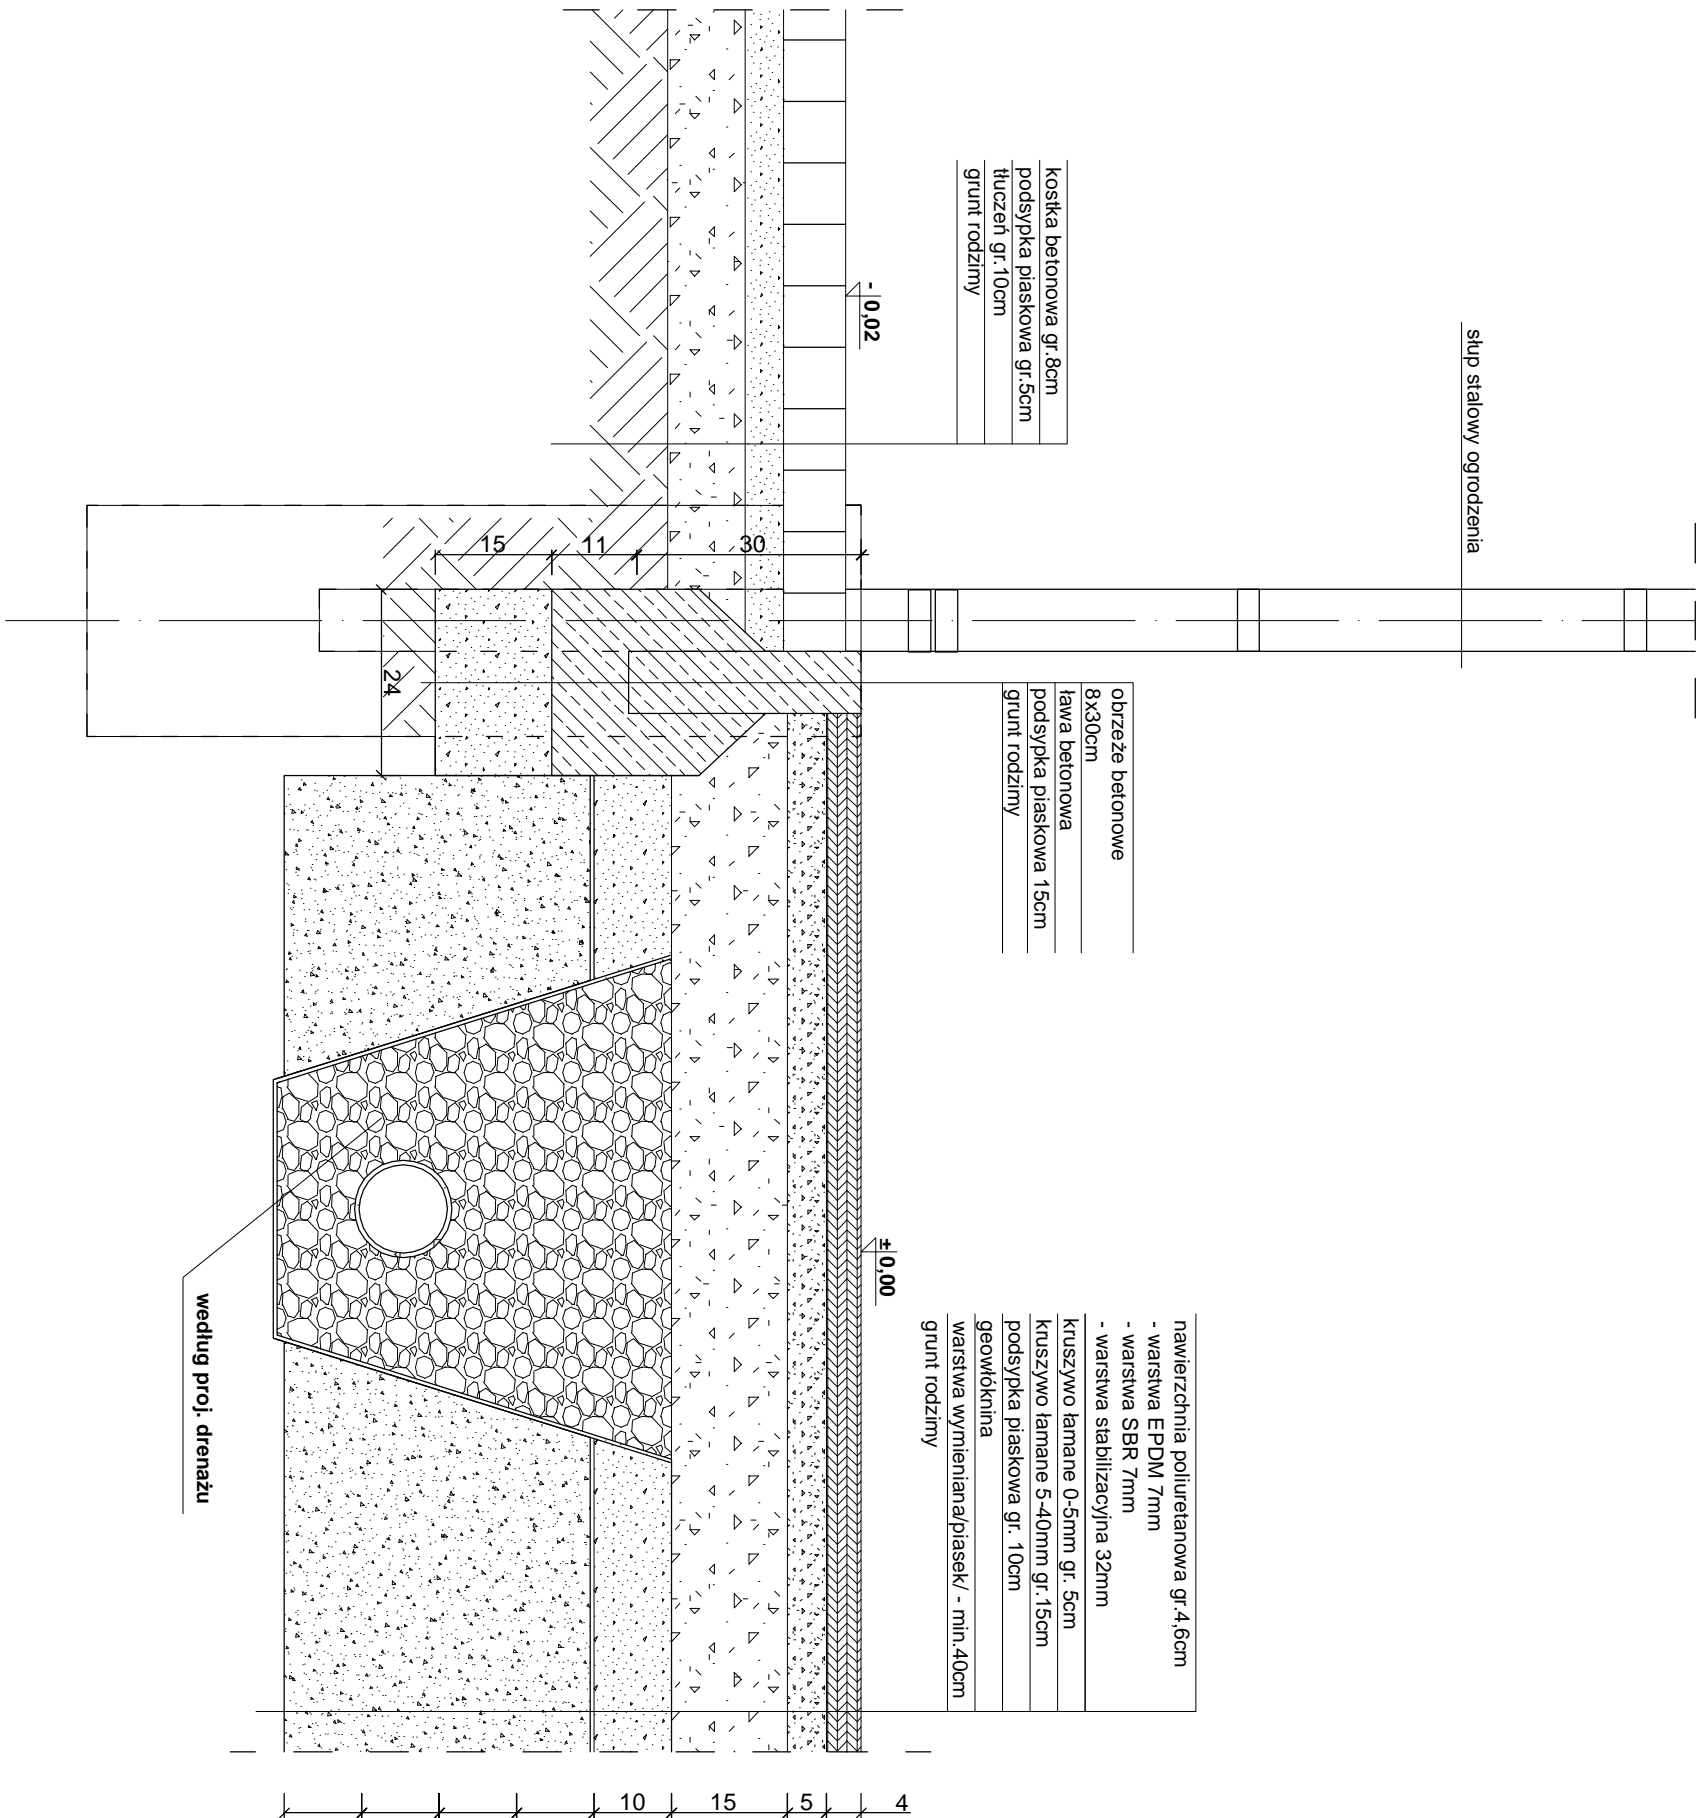 słup stalowy ogrodzenia
kostka betonowa gr.8cm
podsypka piaskowa gr.5cm
tłuczeń gr.10cm
grunt rodzimy
- 0,02
obrzeże betonowe
8x30cm
ława betonowa
podsypka piaskowa 15cm
grunt rodzimy
nawierzchnia poliuretanowa gr.4,6cm
- warstwa EPDM 7mm
- warstwa SBR 7mm
- warstwa stabilizacyjna 32mm
kruszywo łamane 0-5mm gr. 5cm
kruszywo łamane 5-40mm gr.15cm
podsypka piaskowa gr. 10cm
geowłóknina
warstwa wymieniana/piasek/ - min.40cm
grunt rodzimy
±0,00
15
11
30
24
według proj. drenażu
10
15
5
4